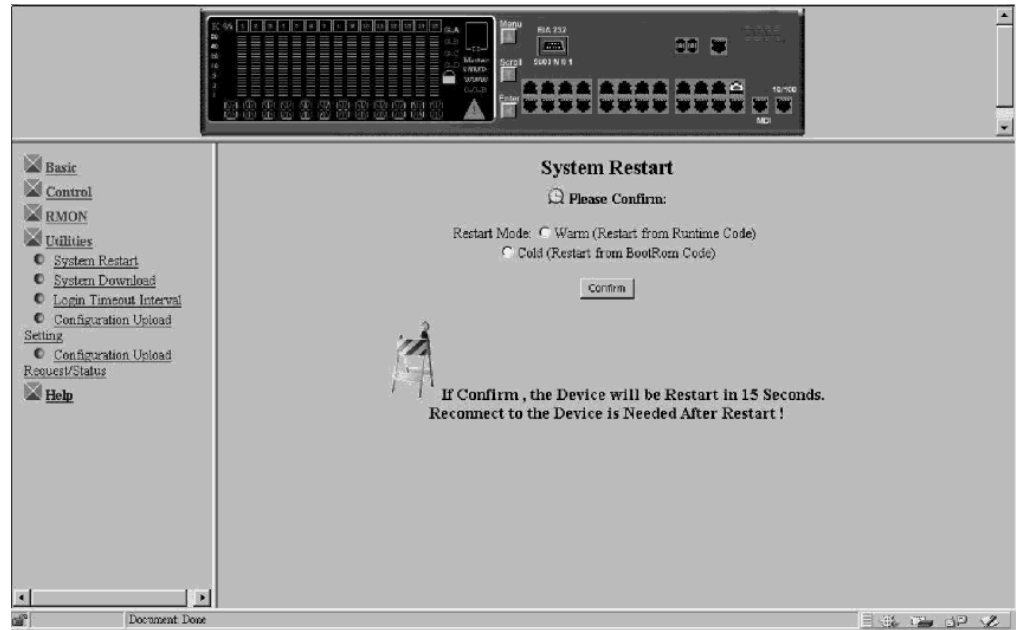 Menu
EIA 232
Scroll
Enter
10/100
MDI
Basic
Control
RMON
Utilities
System Restart
System Download
Login Timeout Interval
Configuration Upload
Setting
Configuration Upload
Request/Status
Help
System Restart
Please Confirm:
Restart Mode: Warm (Restart from Runtime Code)
Cold (Restart from BootRom Code)
Confirm
If Confirm , the Device will be Restart in 15 Seconds.
Reconnect to the Device is Needed After Restart !
Document: Done